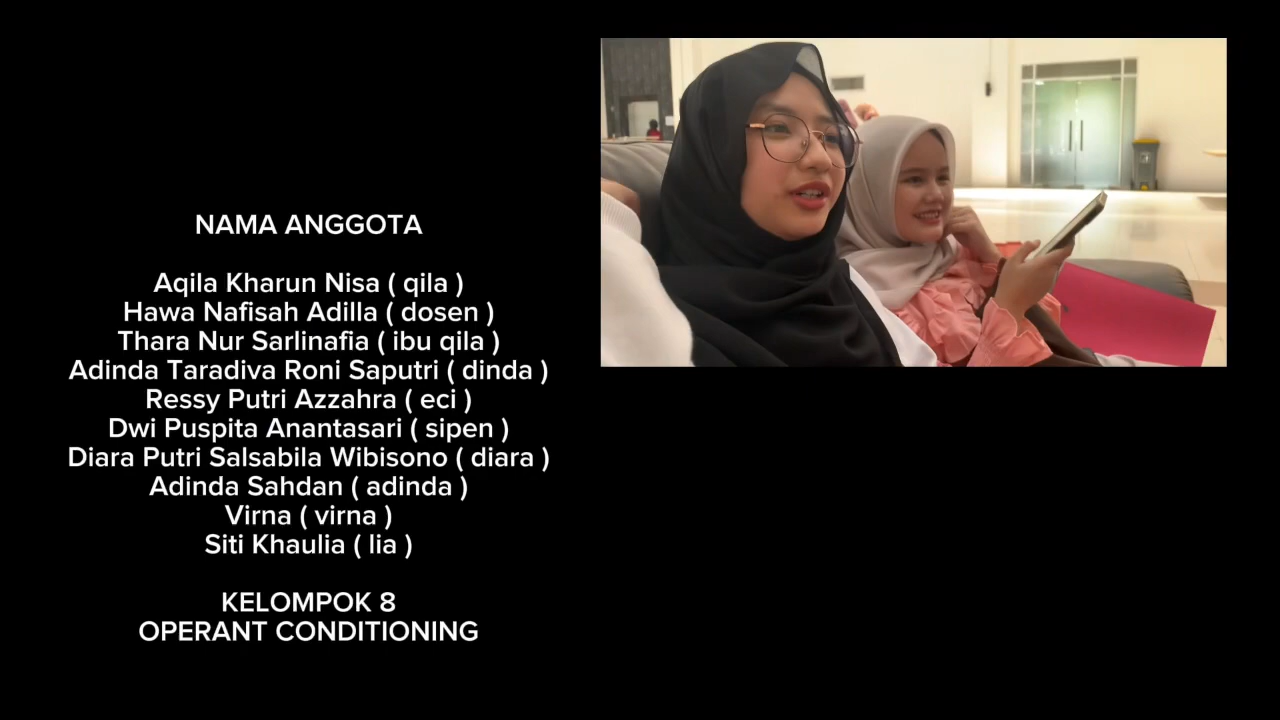 NAMA ANGGOTA
Aqila Kharun Nisa ( qila )
Hawa Nafisah Adilla ( dosen )
Thara Nur Sarlinafia ( ibu qila )
Adinda Taradiva Roni Saputri ( dinda )
Ressy Putri Azzahra ( eci )
Dwi Puspita Anantasari ( sipen )
Diara Putri Salsabila Wibisono ( diara )
Adinda Sahdan ( adinda )
Virna ( virna )
Siti Khaulia ( lia )
KELOMPOK 8
OPERANT CONDITIONING